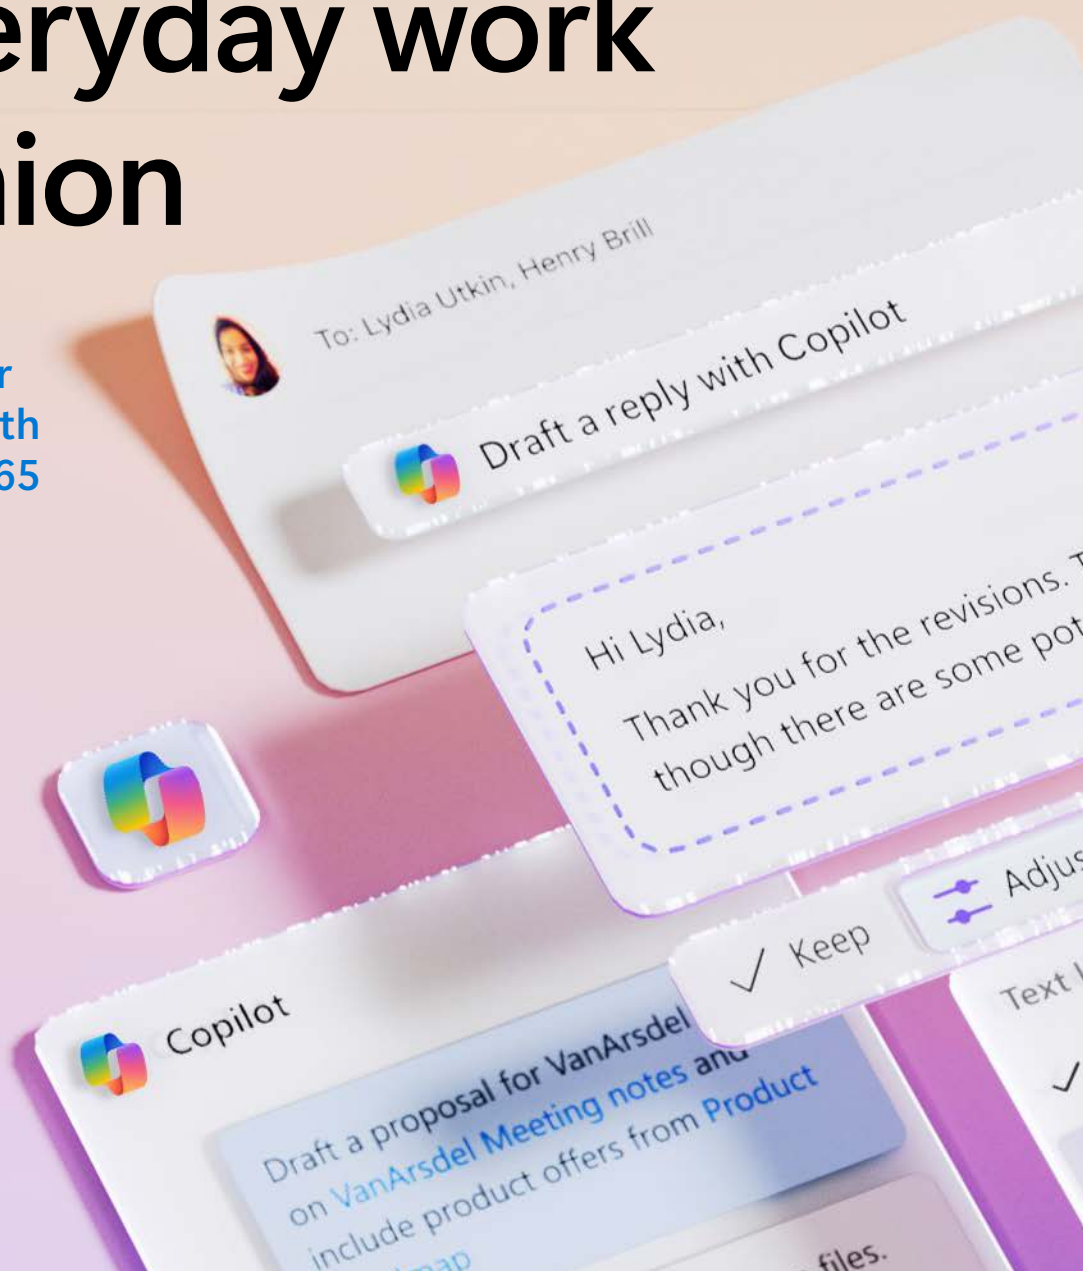 eryday work
nion
r
th
65
To: Lydia Utkin, Henry Brill
Draft a reply with Copilot
Hi Lydia,
Thank you for the revisions. T
though there are some pot
Keep
Adjus
Copilot
Draft a proposal for VanArsdel
on VanArsdel Meeting notes and
include product offers from Product
map
files.
Text